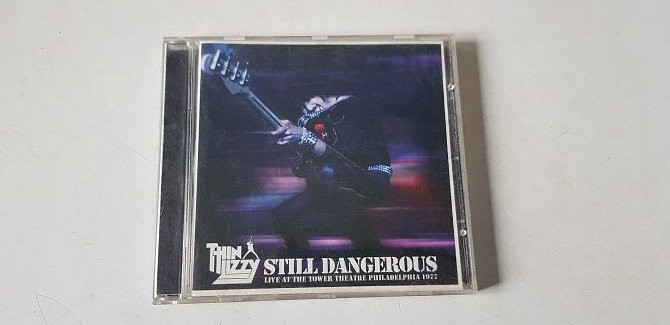 THIN LIZZY
STILL DANGEROUS
LIVE AT THE TOWER THEATRE PHILADELPHIA 1977